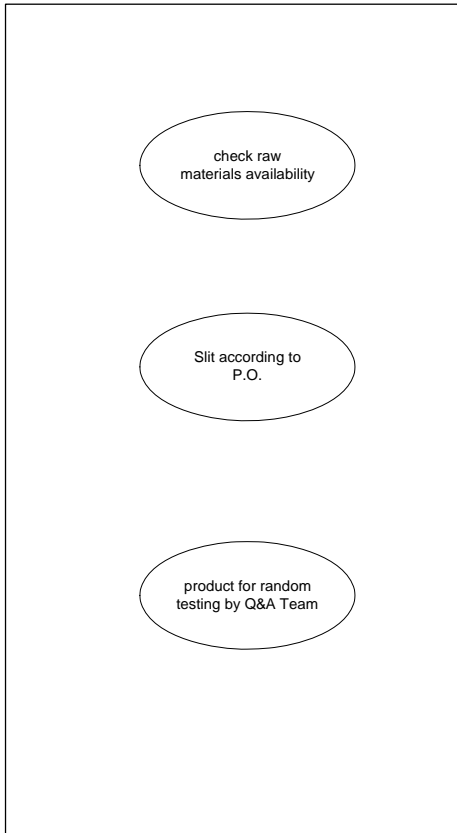 check raw
materials availability
Slit according to
P.O.
product for random
testing by Q&A Team